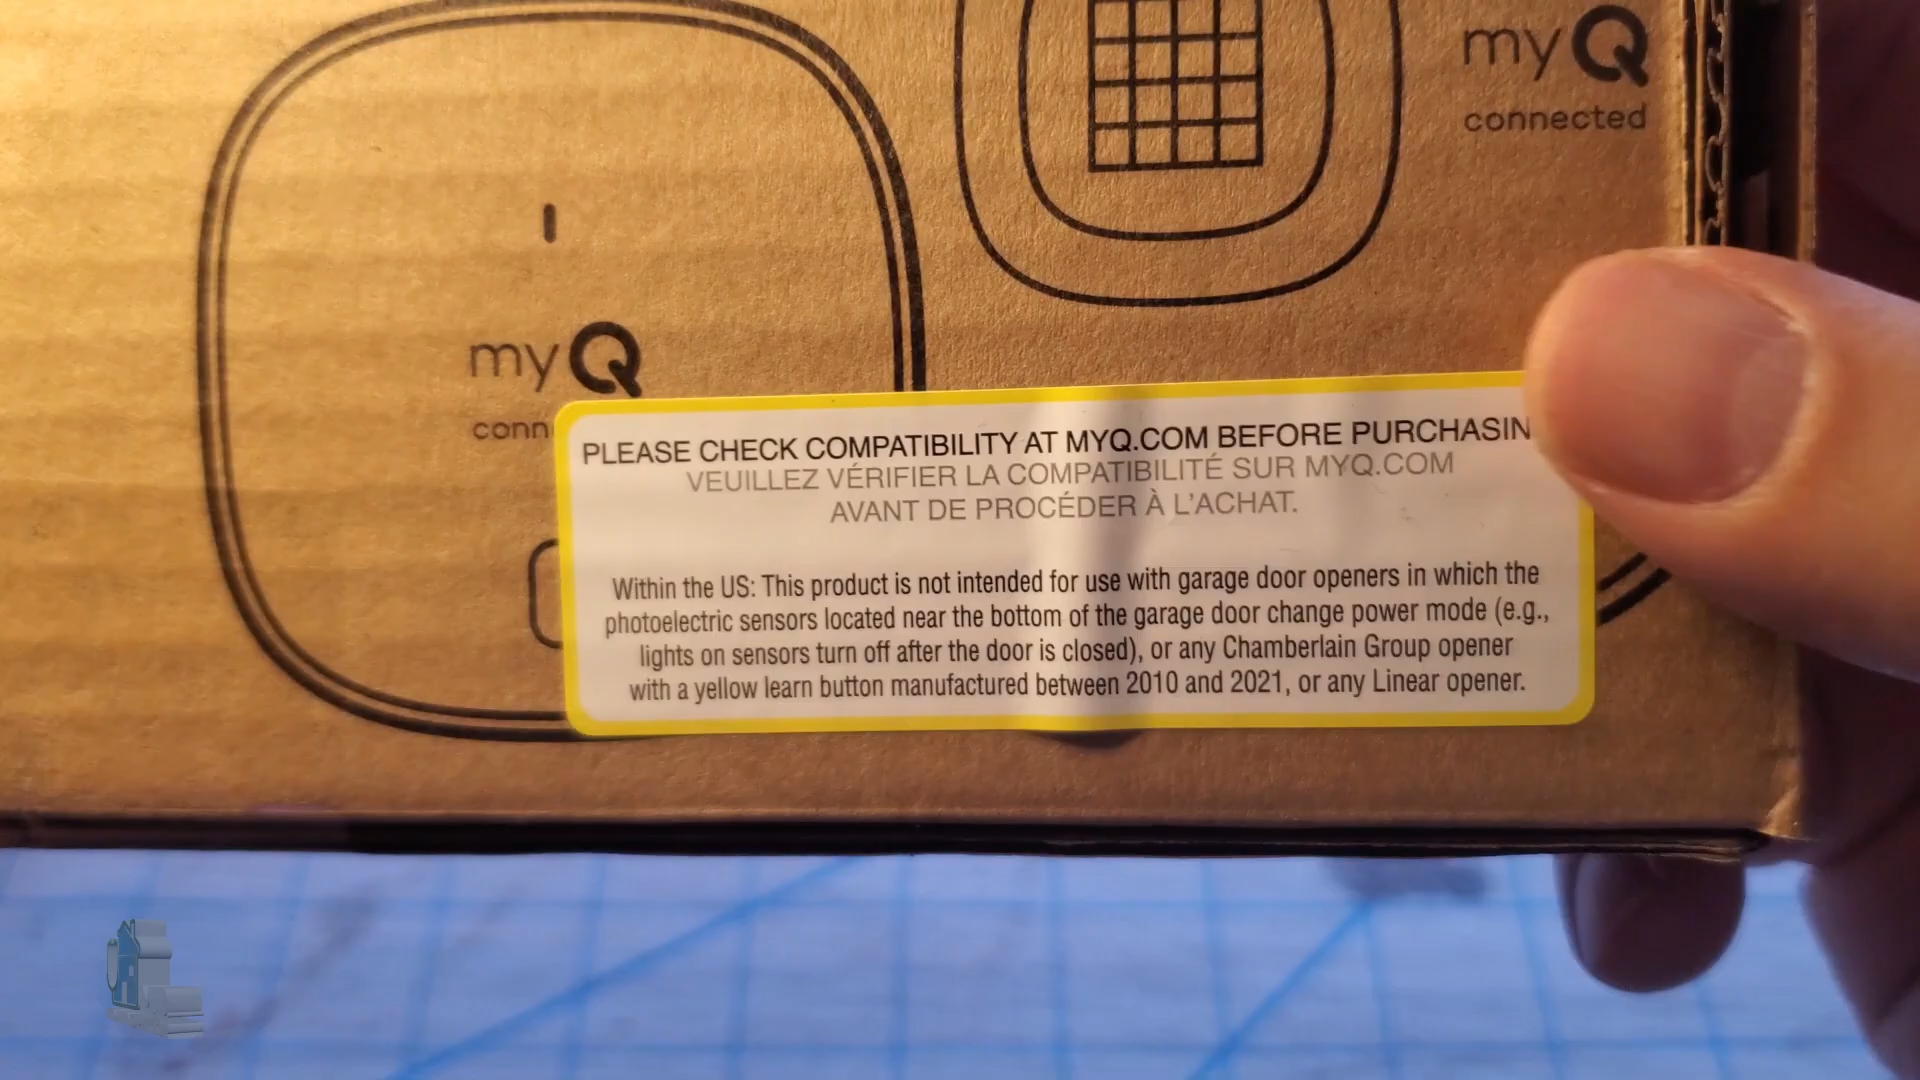 myQ
connected
myQ
conn
PLEASE CHECK COMPATIBILITY AT MYQ.COM BEFORE PURCHASIN
VEUILLEZ VÉRIFIER LA COMPATIBILITÉ SUR MYQ.COM
AVANT DE PROCÉDER À L'ACHAT.
Within the US: This product is not intended for use with garage door openers in which the
photoelectric sensors located near the bottom of the garage door change power mode (e.g.,
lights on sensors turn off after the door is closed), or any Chamberlain Group opener
with a yellow learn button manufactured between 2010 and 2021, or any Linear opener.